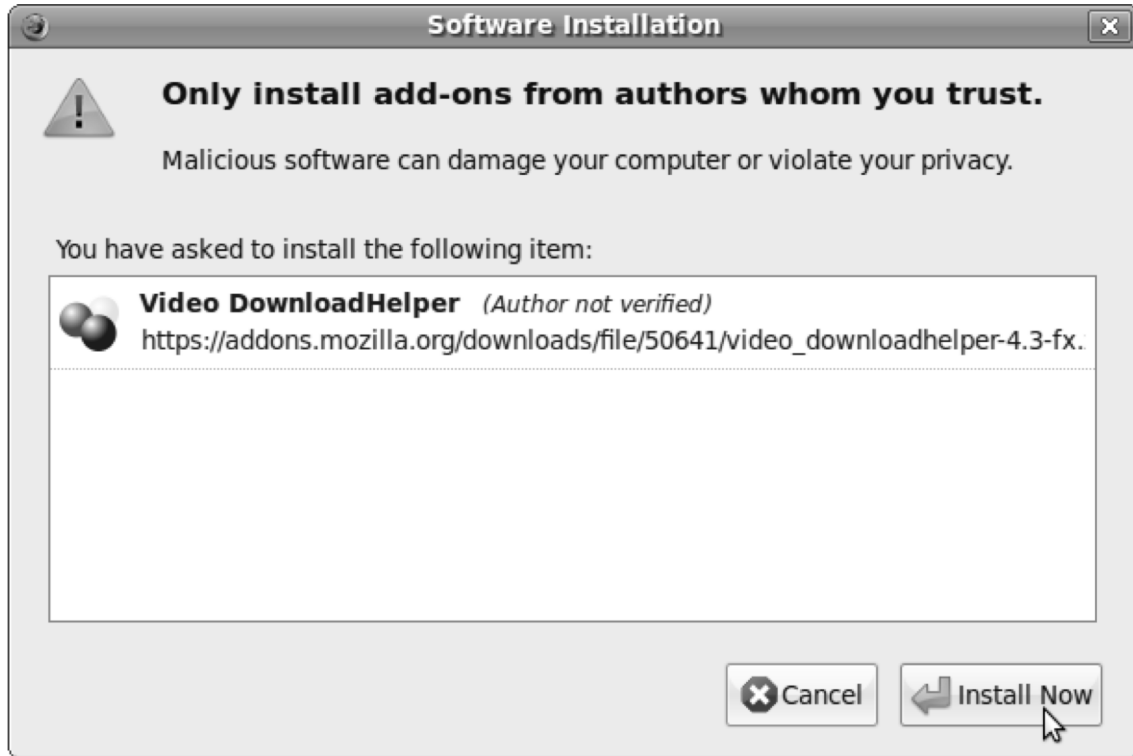 Software Installation
Only install add-ons from authors whom you trust.
Malicious software can damage your computer or violate your privacy.
You have asked to install the following item:
Video DownloadHelper (Author not verified)
https://addons.mozilla.org/downloads/file/50641/video_downloadhelper-4.3-fx.
Cancel
Install Now